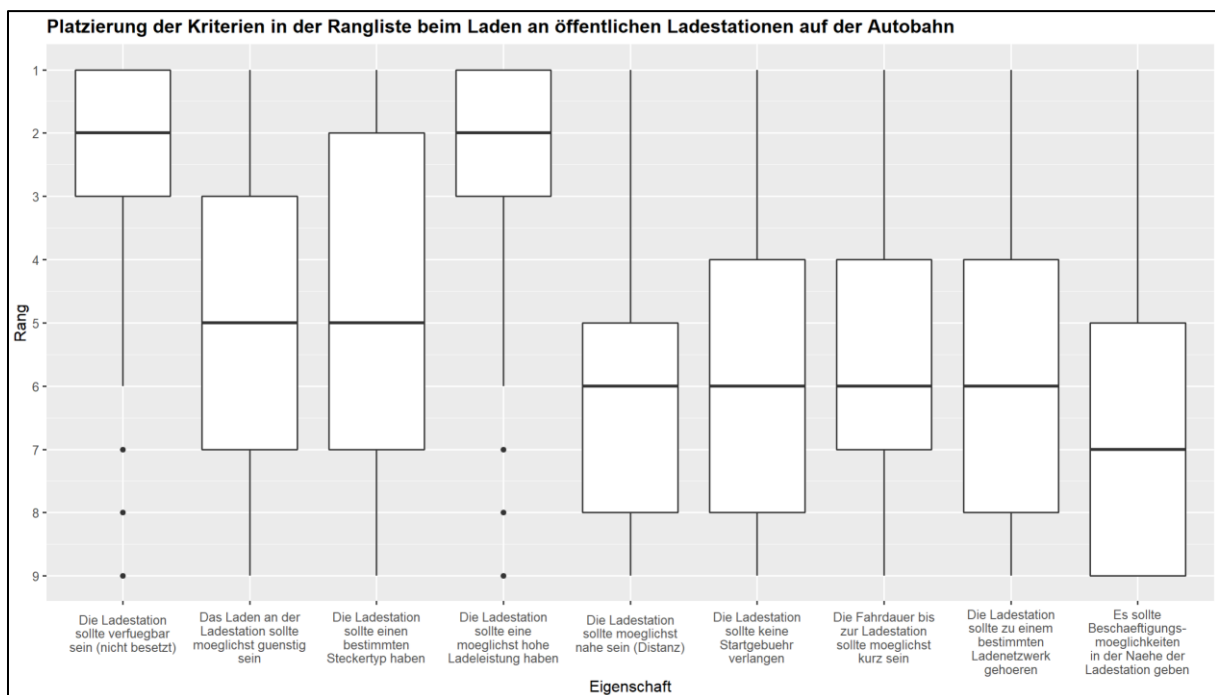 Platzierung der Kriterien in der Rangliste beim Laden an öffentlichen Ladestationen auf der Autobahn
Rang
1
2
3
4
5
6
7
8
9
Die Ladestation
sollte verfuegbar
sein (nicht besetzt)
Das Laden an der
Ladestation sollte
moeglichst guenstig
sein
Die Ladestation
sollte einen
bestimmten
Steckertyp haben
Die Ladestation
sollte eine
moeglichst hohe
Ladeleistung haben
Die Ladestation
sollte moeglichst
nahe sein (Distanz)
Die Ladestation
sollte keine
Startgebuehr
verlangen
Die Fahrdauer bis
zur Ladestation
sollte moeglichst
kurz sein
Die Ladestation
sollte zu einem
bestimmten
Ladenetzwerk
gehoeren
Es sollte
Beschaeftigungs-
moeglichkeiten
in der Naehe der
Ladestation geben
Eigenschaft